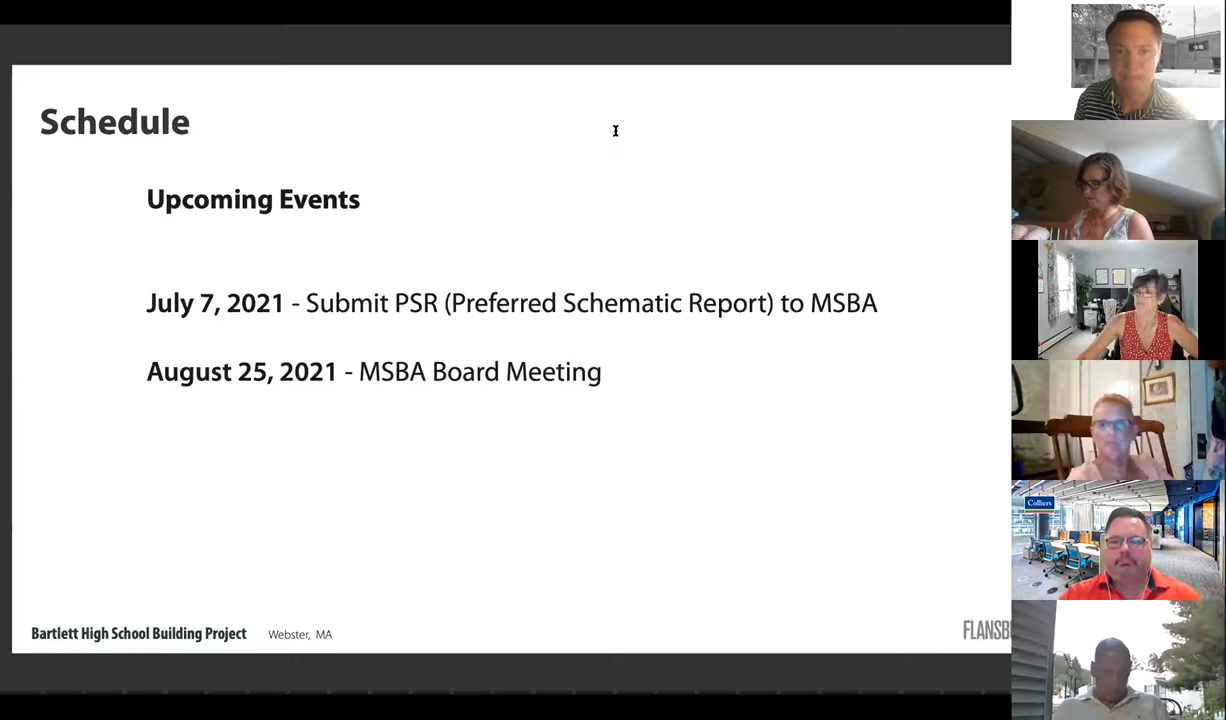 Schedule
Upcoming Events
July 7, 2021 - Submit PSR (Preferred Schematic Report) to MSBA
August 25, 2021 - MSBA Board Meeting
Bartlett High School Building Project Webster, MA
Colliers